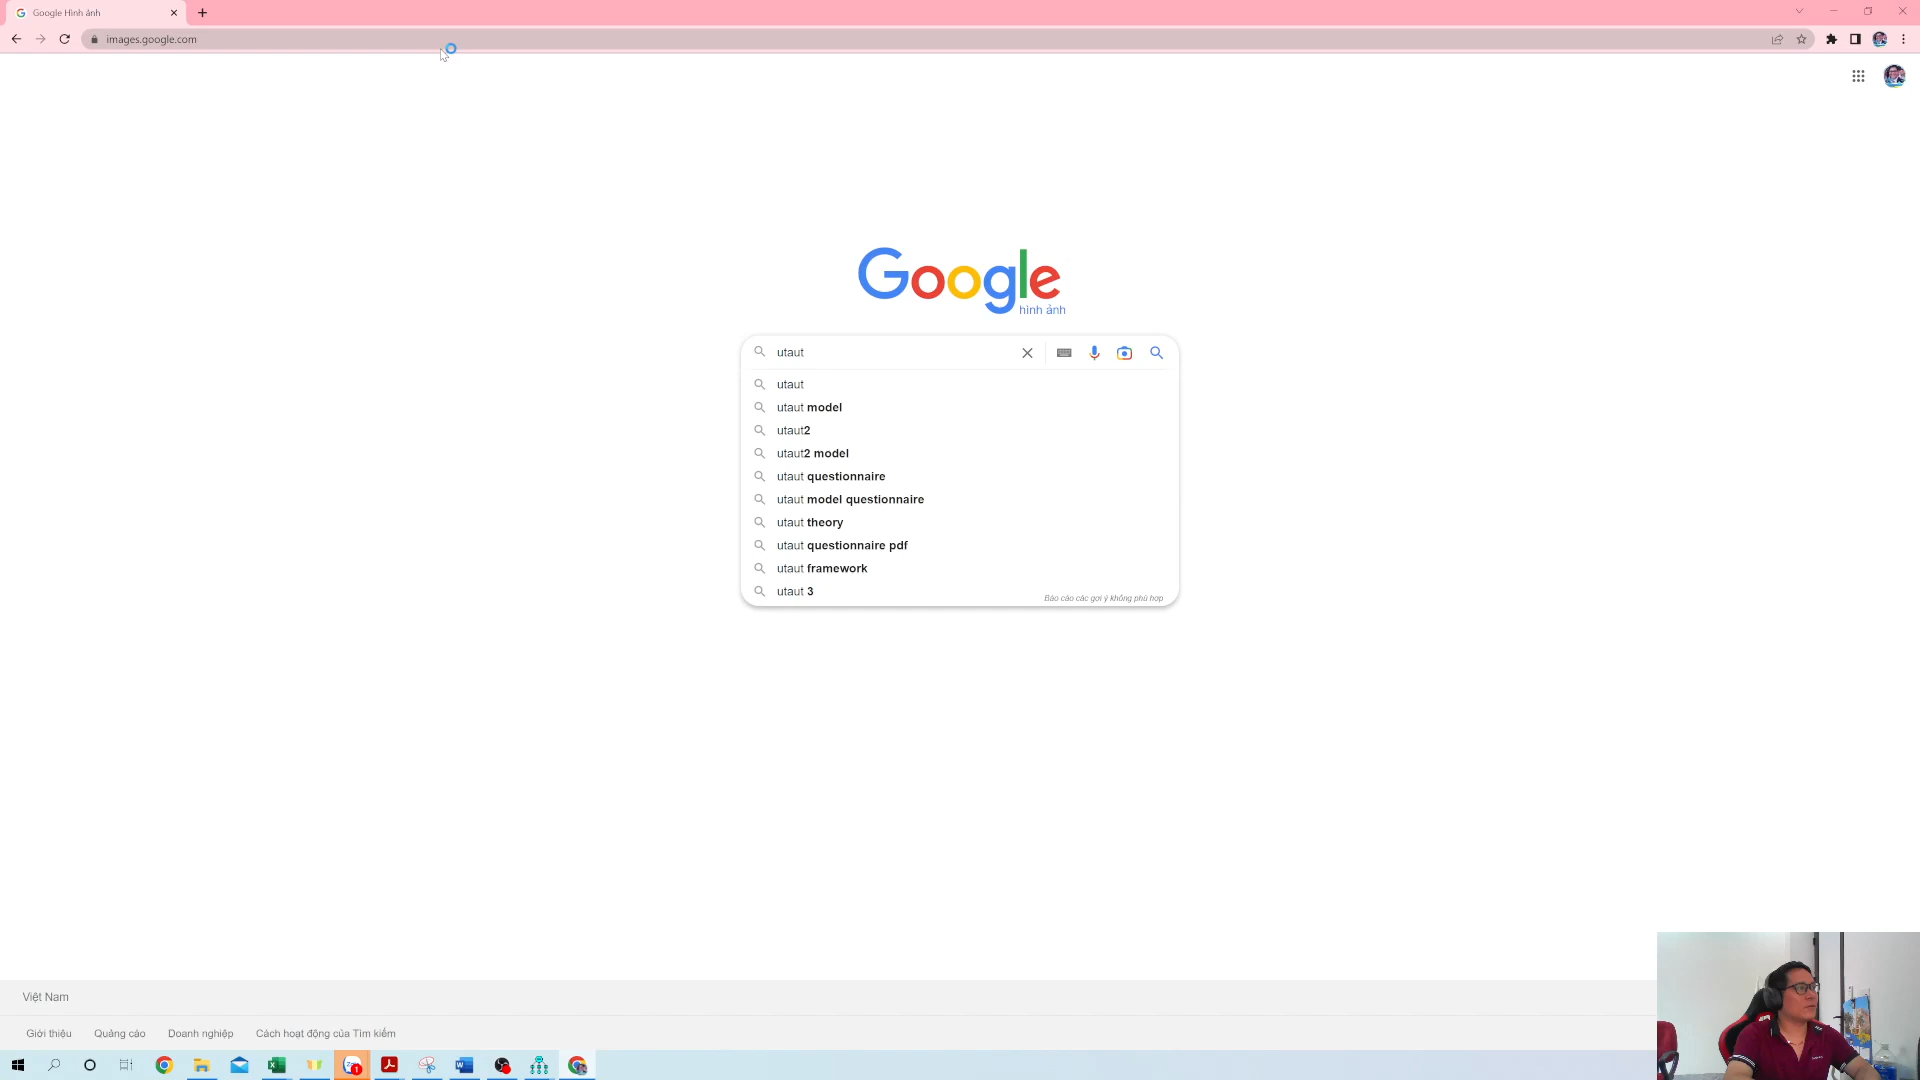 Google Hình ảnh
images.google.com
Google
hình ảnh
utaut
utaut
utaut model
utaut2
utaut2 model
utaut questionnaire
utaut model questionnaire
utaut theory
utaut questionnaire pdf
utaut framework
utaut 3
Báo cáo các gợi ý không phù hợp
Việt Nam
Giới thiệu Quảng cáo Doanh nghiệp Cách hoạt động của Tìm kiếm
1